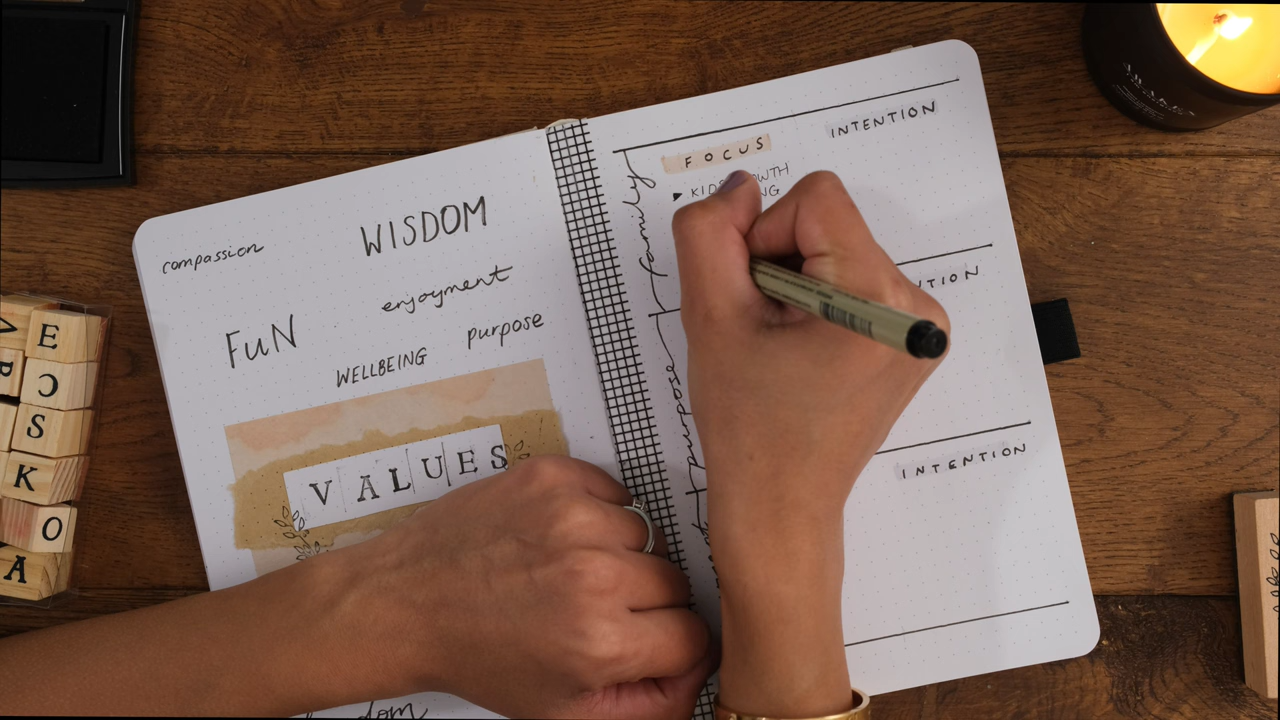 compassion
WISDOM
enjoyment
FuN
purpose
WELLBEING
VALUES
family
FOCUS
INTENTION
purpose
INTENTION
E
C
S
K
O
A